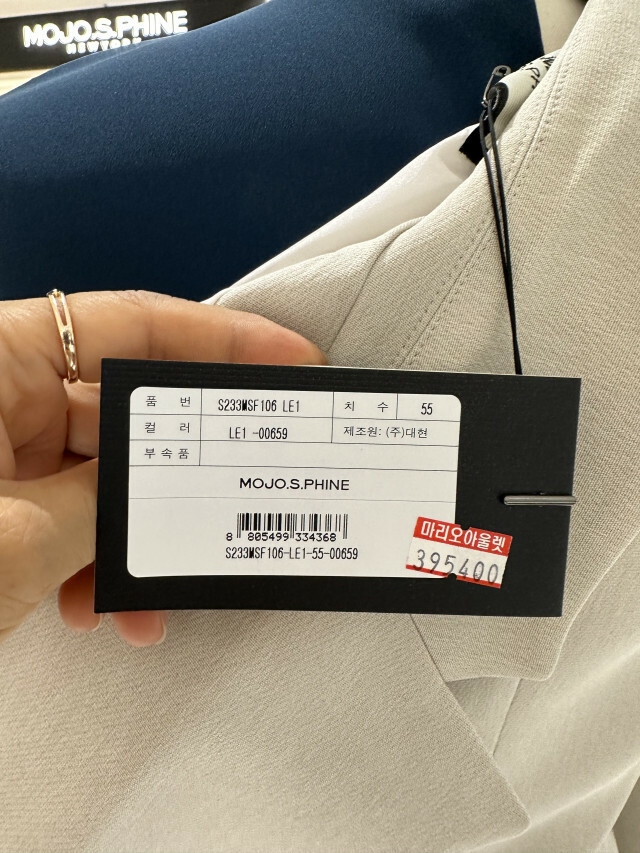 MOJO.S.PHINE
NEWYORK
품 번 S233MSF106 LE1 치 수 55
컬 러 LE1 -00659 제조원: (주)대현
부 속 품
MOJO.S.PHINE
8 805499 334368
S233MSF106-LE1-55-00659
마리오아울렛
395400